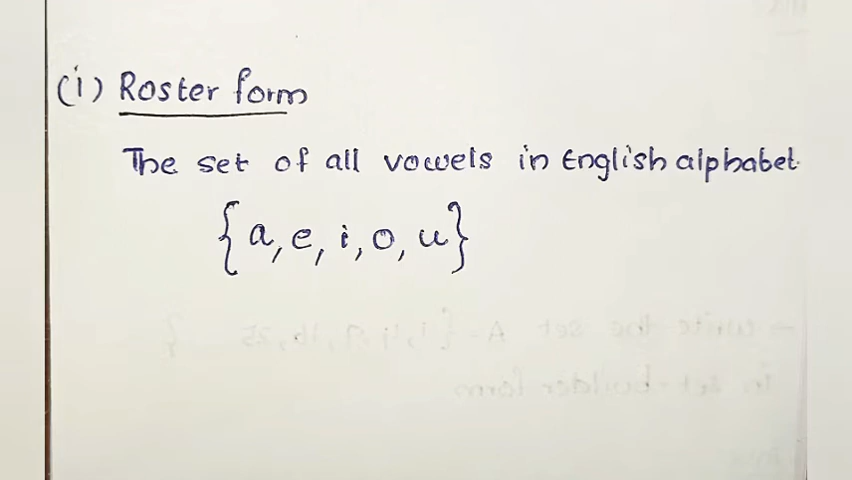 (i) Roster form
The set of all vowels in English alphabet.
{a, e, i, o, u}